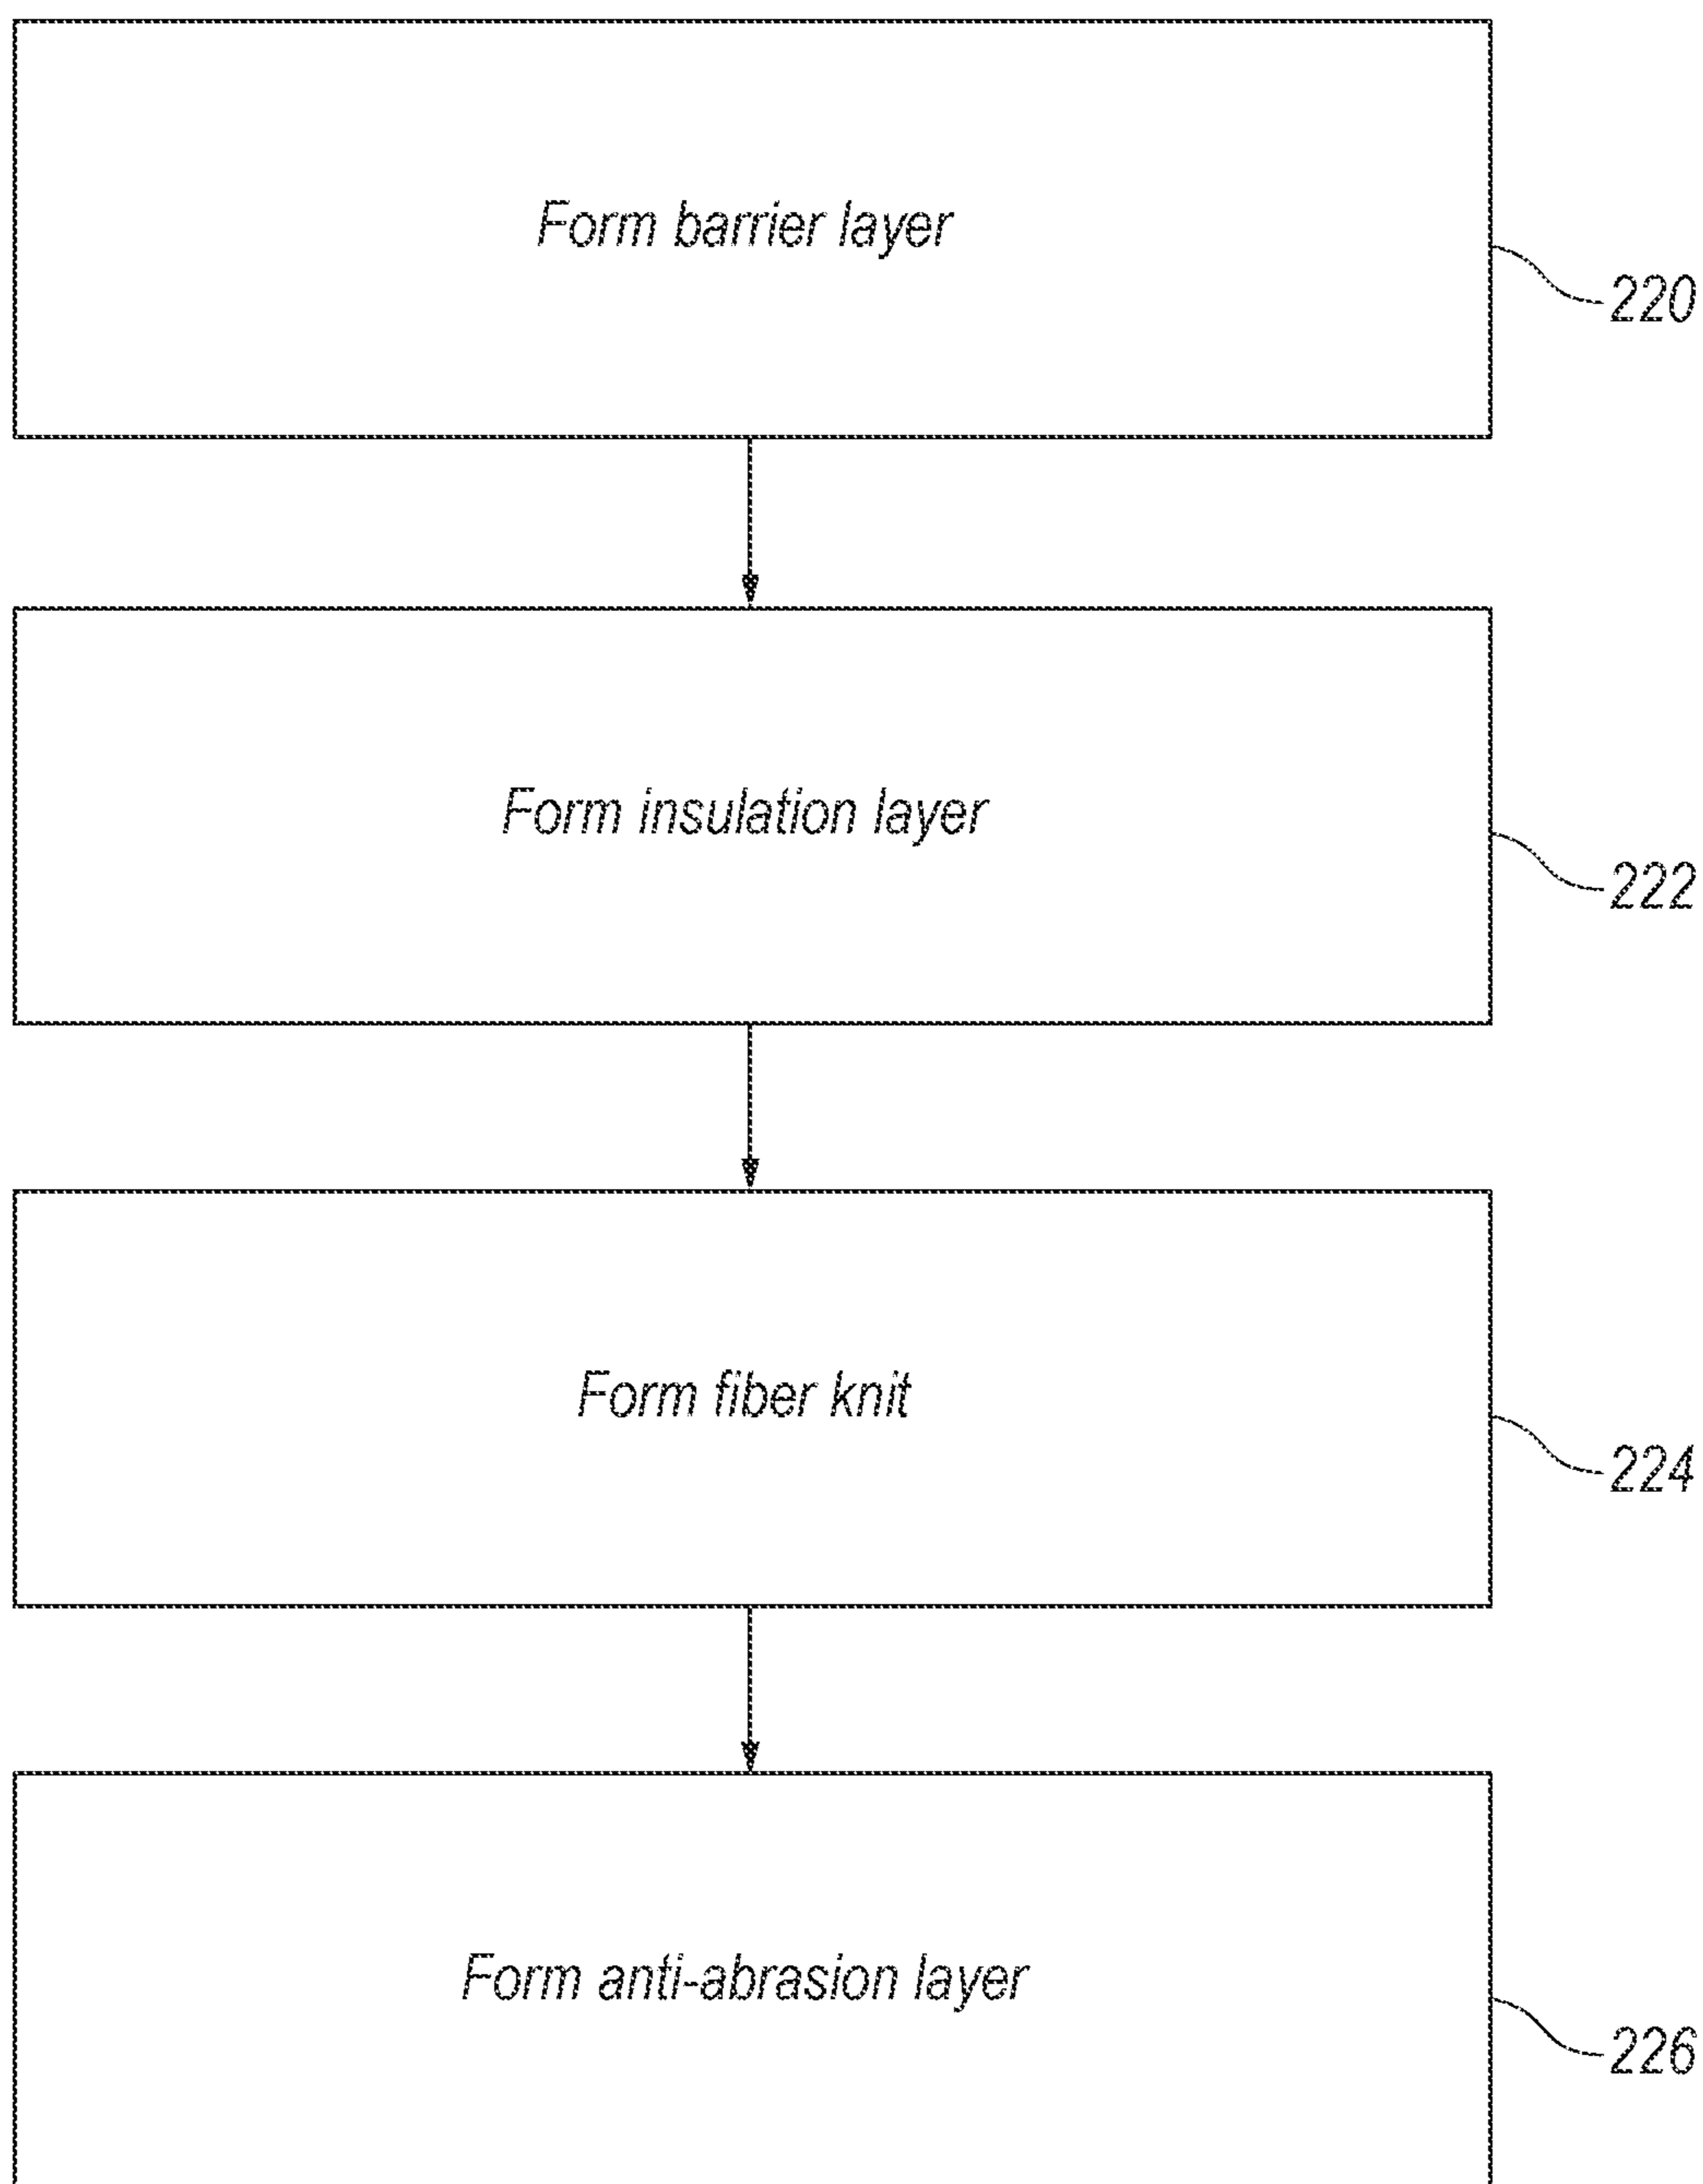 Form barrier layer
220
Form insulation layer
222
Form fiber knit
224
Form anti-abrasion layer
226